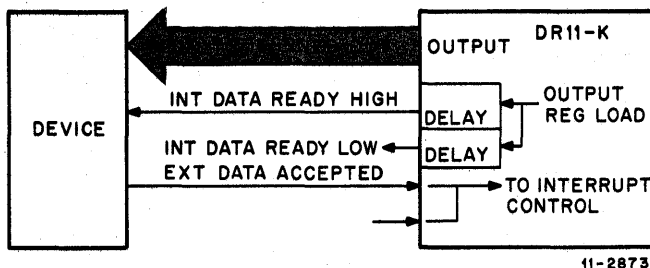 DR11-K
OUTPUT
INT DATA READY HIGH
DELAY
OUTPUT
REG LOAD
DEVICE
INT DATA READY LOW
DELAY
EXT DATA ACCEPTED
TO INTERRUPT
CONTROL
11-2873